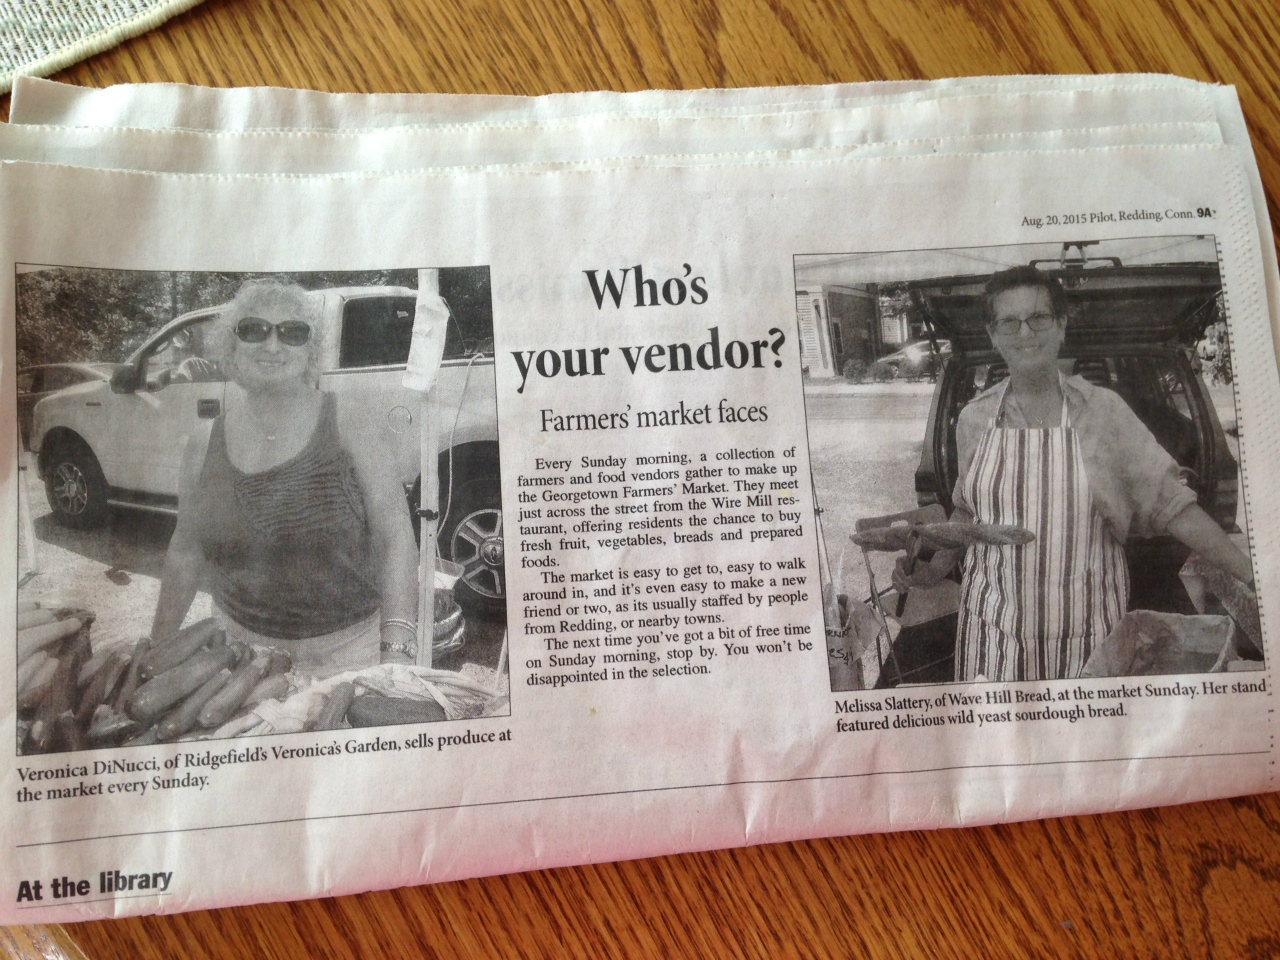 Aug. 20, 2015 Pilot, Redding, Conn. 9A
Who's
your vendor?
Farmers' market faces
Every Sunday morning, a collection of
farmers and food vendors gather to make up
the Georgetown Farmers' Market. They meet
just across the street from the Wire Mill res-
taurant, offering residents the chance to buy
fresh fruit, vegetables, breads and prepared
foods.
The market is easy to get to, easy to walk
around in, and it's even easy to make a new
friend or two, as its usually staffed by people
from Redding, or nearby towns.
The next time you've got a bit of free time
on Sunday morning, stop by. You won't be
disappointed in the selection.
Veronica DiNucci, of Ridgefield's Veronica's Garden, sells produce at
the market every Sunday.
Melissa Slattery, of Wave Hill Bread, at the market Sunday. Her stand
featured delicious wild yeast sourdough bread.
At the library